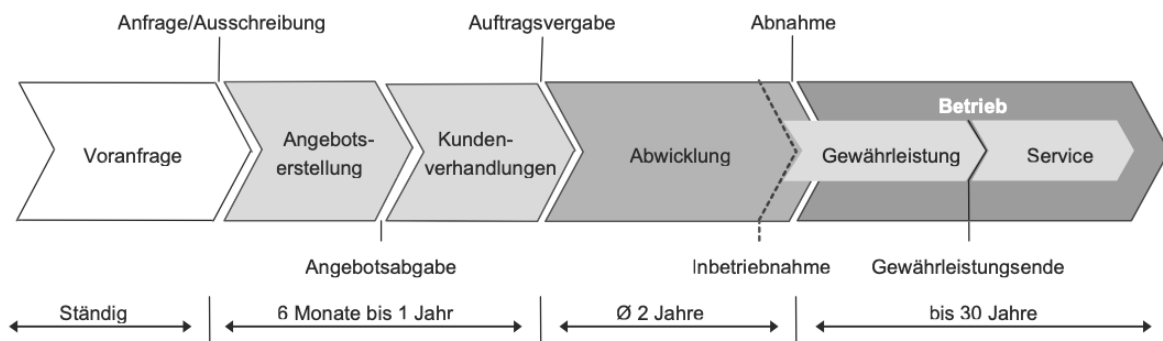 Anfrage/Ausschreibung
Auftragsvergabe
Abnahme
Voranfrage
Angebots-
erstellung
Kunden-
verhandlungen
Abwicklung
Betrieb
Gewährleistung
Service
Angebotsabgabe
Inbetriebnahme
Gewährleistungsende
Ständig
6 Monate bis 1 Jahr
Ø 2 Jahre
bis 30 Jahre